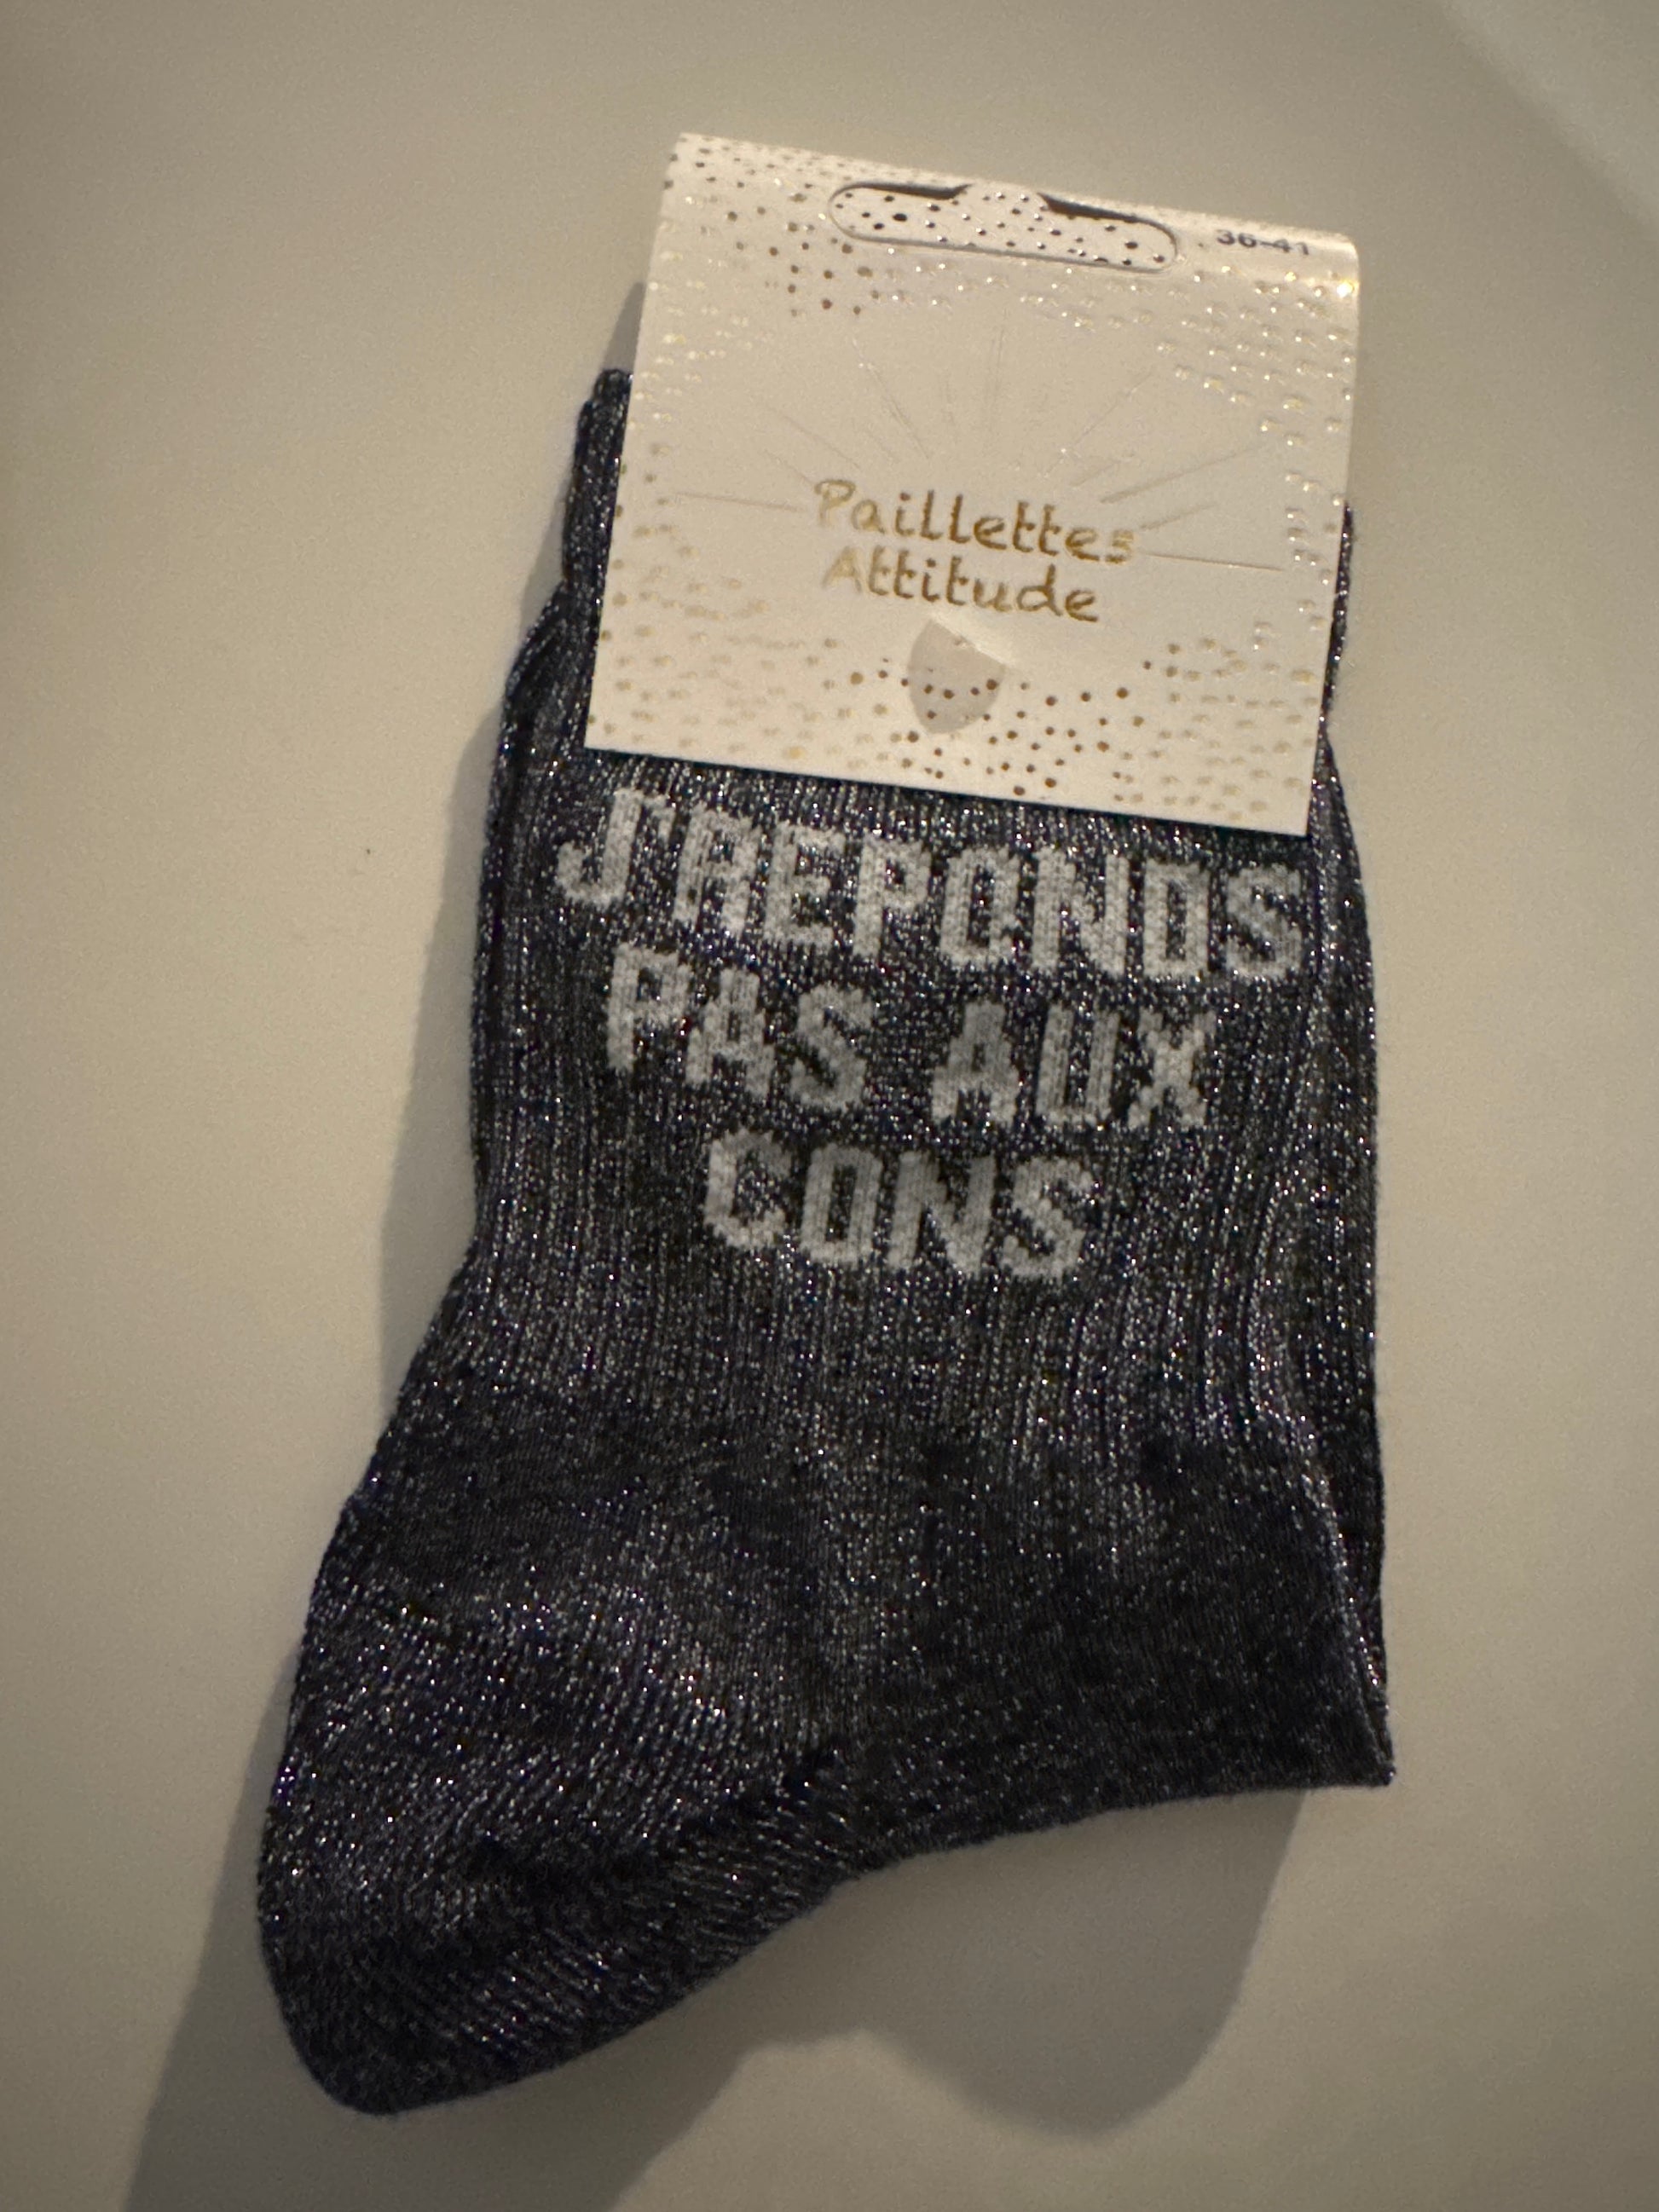 36-41
Paillettes
Attitude
J'REPONDS
PAS AUX
CONS